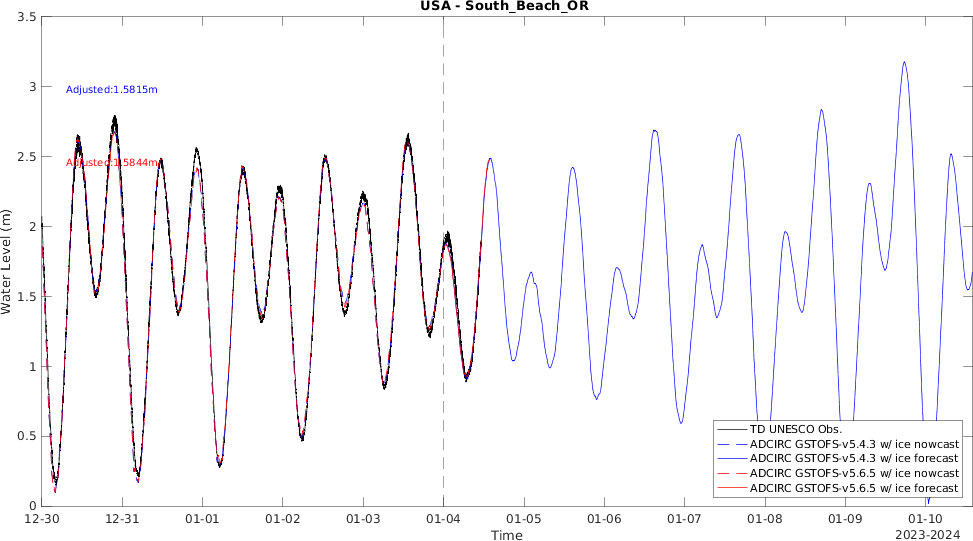 USA - South_Beach_OR
3.5
3
2.5
2
1.5
1
0.5
0
Water Level (m)
Adjusted:1.5815m
Adjusted:1.5844m
TD UNESCO Obs.
ADCIRC GSTOFS-v5.4.3 w/ ice nowcast
ADCIRC GSTOFS-v5.4.3 w/ ice forecast
ADCIRC GSTOFS-v5.6.5 w/ ice nowcast
ADCIRC GSTOFS-v5.6.5 w/ ice forecast
12-30 12-31 01-01 01-02 01-03 01-04 01-05 01-06 01-07 01-08 01-09 01-10
Time
2023-2024